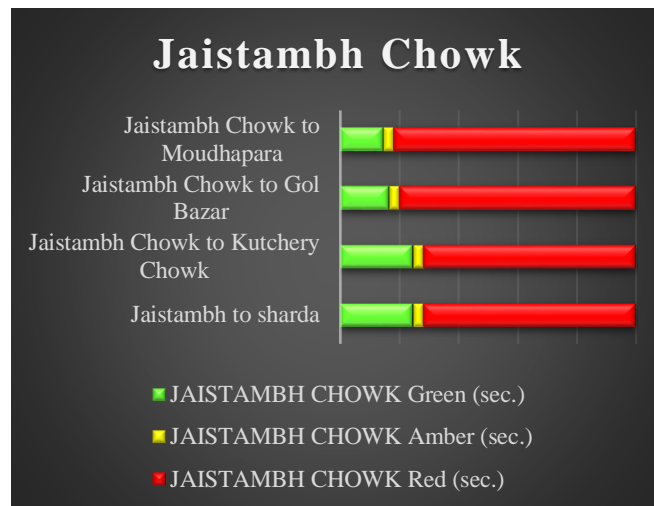 Jaistambh Chowk
Jaistambh Chowk to
Moudhapara
Jaistambh Chowk to Gol
Bazar
Jaistambh Chowk to Kutchery
Chowk
Jaistambh to sharda
JAISTAMBH CHOWK Green (sec.)
JAISTAMBH CHOWK Amber (sec.)
JAISTAMBH CHOWK Red (sec.)